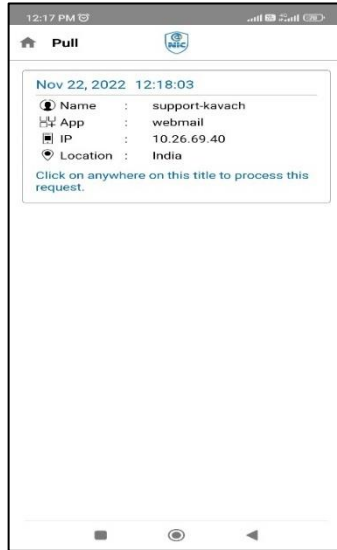 12:17 PM
Pull
@
NIC
Nov 22, 2022 12:18:03
Name : support-kavach
App : webmail
IP : 10.26.69.40
Location : India
Click on anywhere on this title to process this
request.